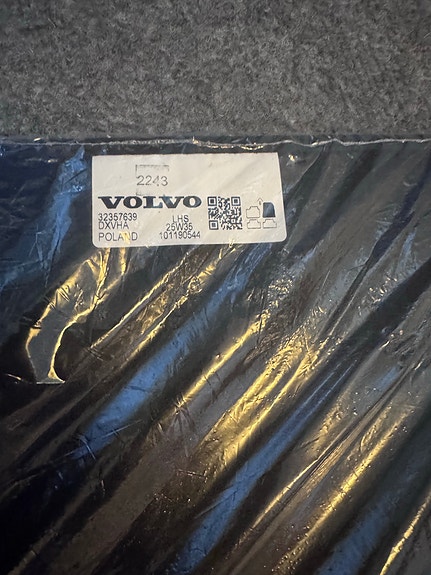 2243
VOLVO
32357639 LHS
DXVHA 25W35
POLAND 101190544